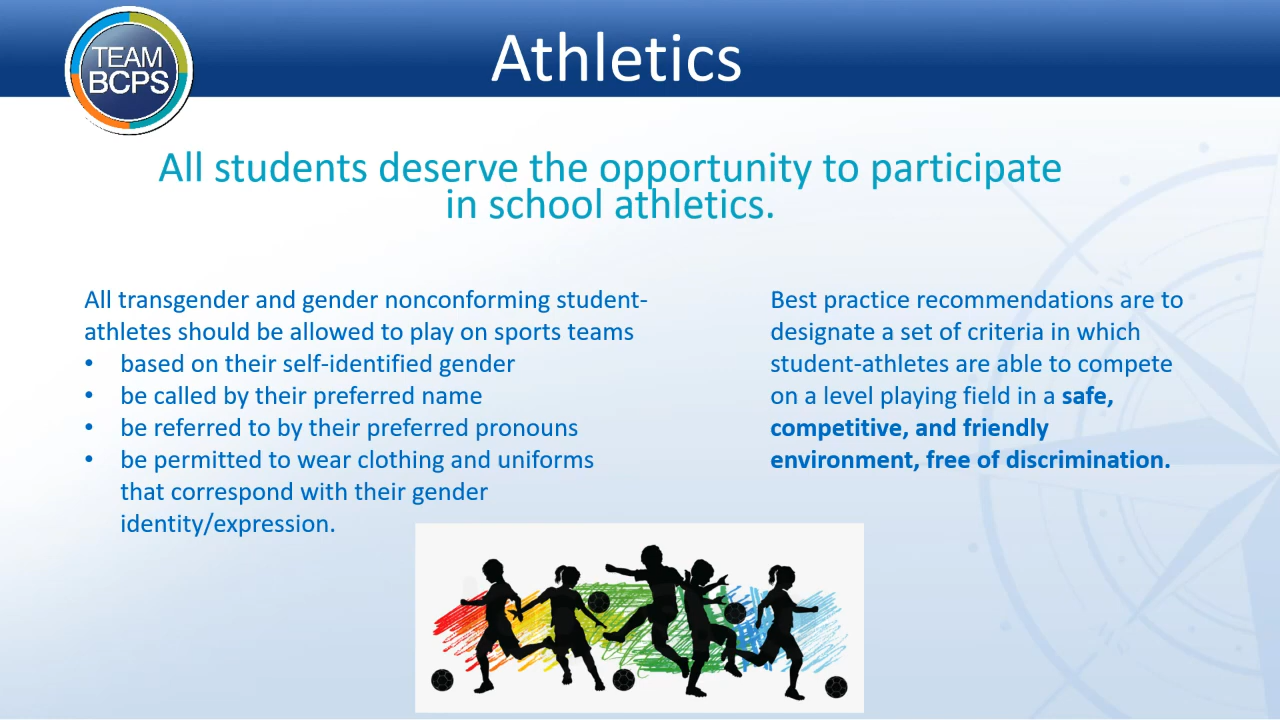 TEAM
BCPS
Athletics
All students deserve the opportunity to participate
in school athletics.
All transgender and gender nonconforming student-
athletes should be allowed to play on sports teams
• based on their self-identified gender
• be called by their preferred name
• be referred to by their preferred pronouns
• be permitted to wear clothing and uniforms
that correspond with their gender
identity/expression.
Best practice recommendations are to
designate a set of criteria in which
student-athletes are able to compete
on a level playing field in a safe,
competitive, and friendly
environment, free of discrimination.